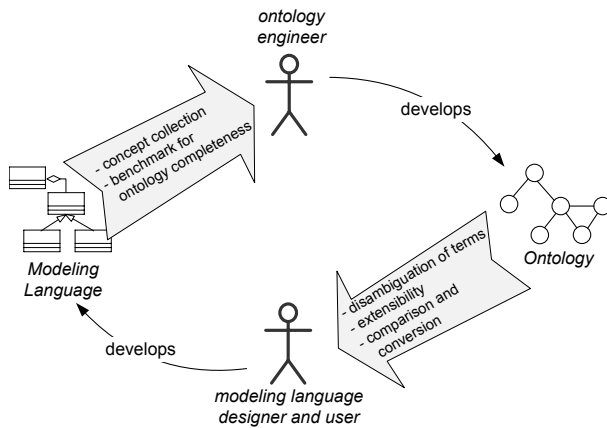 ontology
engineer
develops
- concept collection
- benchmark for
ontology completeness
Modeling
Language
Ontology
- disambiguation of terms
- extensibility
- comparison and
conversion
develops
modeling language
designer and user